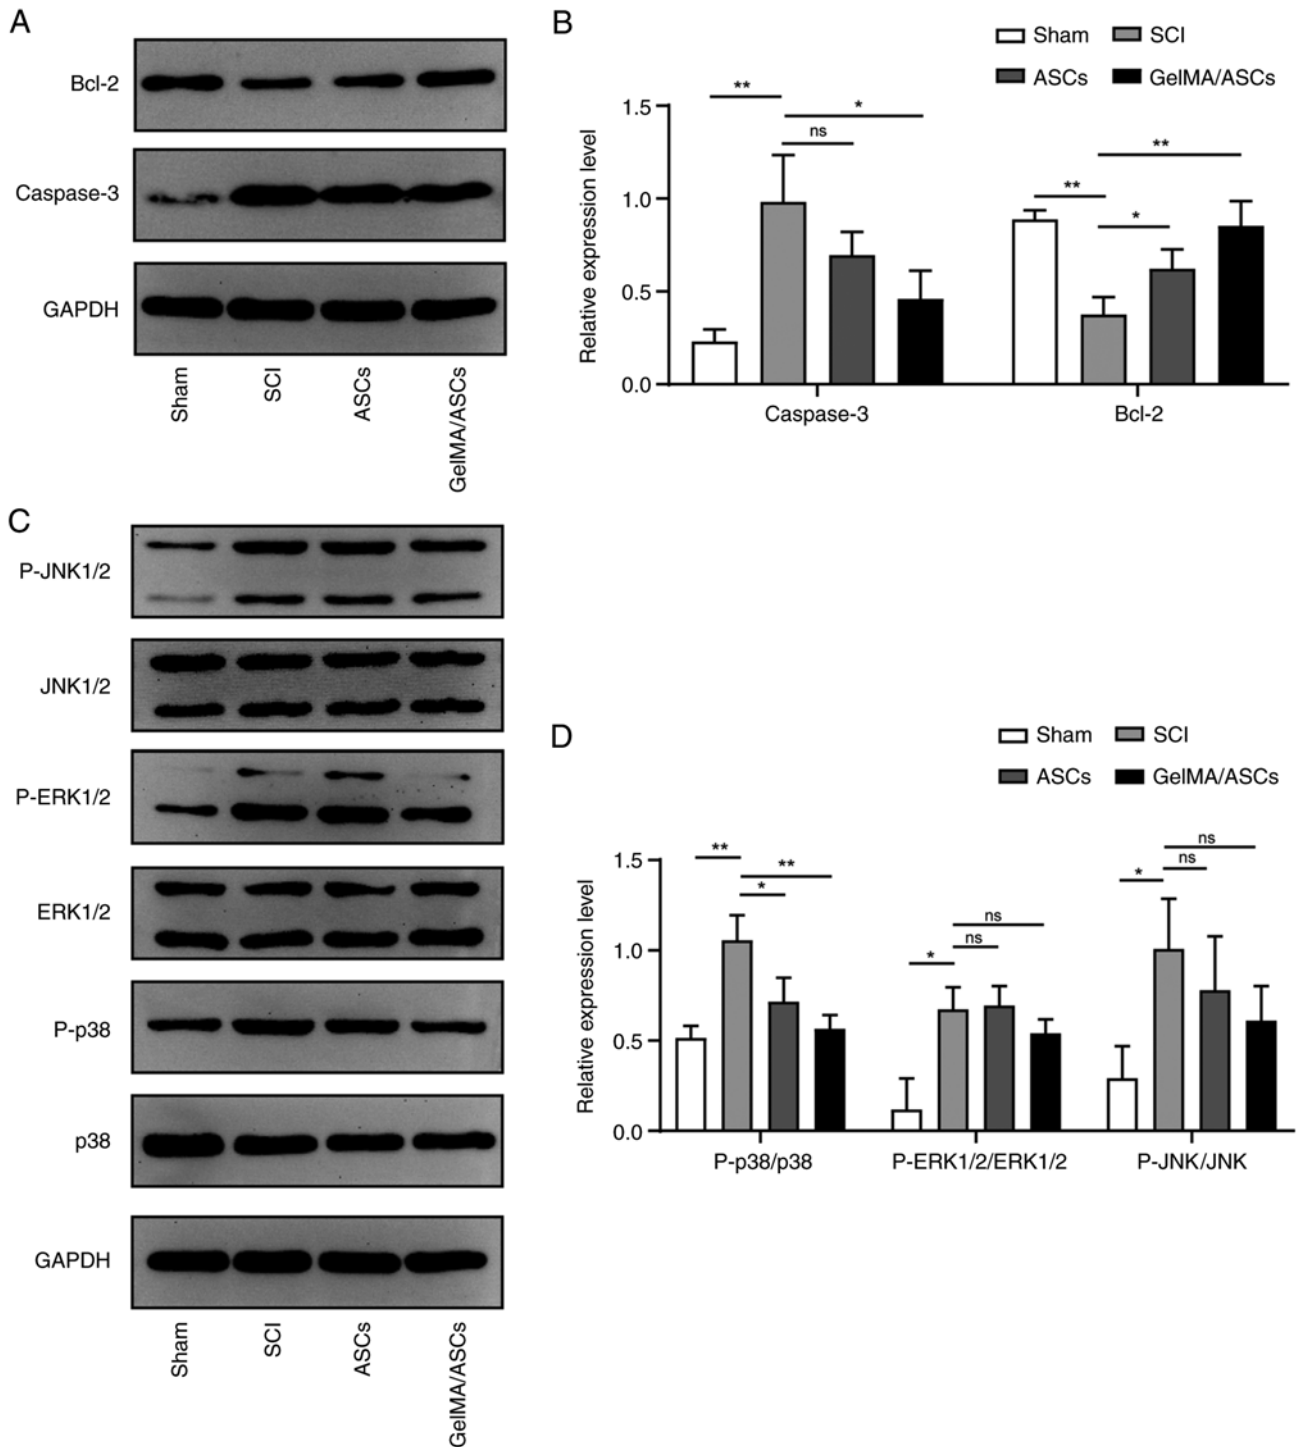 A
Bcl-2
Caspase-3
GAPDH
Sham
SCI
ASCs
GelMA/ASCs
B
Sham
SCI
ASCs
GelMA/ASCs
Relative expression level
1.5
1.0
0.5
0.0
**
*
ns
**
**
*
Caspase-3
Bcl-2
C
P-JNK1/2
JNK1/2
P-ERK1/2
ERK1/2
P-p38
p38
GAPDH
Sham
SCI
ASCs
GelMA/ASCs
D
Sham
SCI
ASCs
GelMA/ASCs
Relative expression level
1.5
1.0
0.5
0.0
**
**
*
ns
ns
*
ns
ns
*
P-p38/p38
P-ERK1/2/ERK1/2
P-JNK/JNK